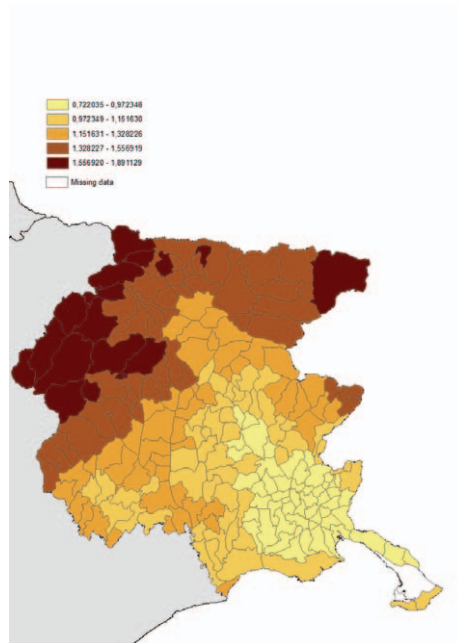 0,722035 - 0,972348
0,972349 - 1,151630
1,151631 - 1,328226
1,328227 - 1,556919
1,556920 - 1,891129
Missing data